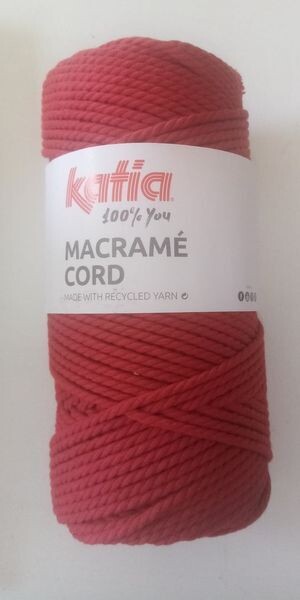 katia
100% You
MACRAMÉ
CORD
MADE WITH RECYCLED YARN